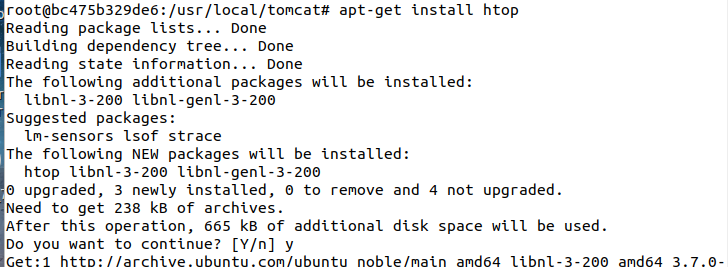 root@bc475b329de6:/usr/local/tomcat# apt-get install htop
Reading package lists... Done
Building dependency tree... Done
Reading state information... Done
The following additional packages will be installed:
  libnl-3-200 libnl-genl-3-200
Suggested packages:
  lm-sensors lsof strace
The following NEW packages will be installed:
  htop libnl-3-200 libnl-genl-3-200
0 upgraded, 3 newly installed, 0 to remove and 4 not upgraded.
Need to get 238 kB of archives.
After this operation, 665 kB of additional disk space will be used.
Do you want to continue? [Y/n] y
Get:1 http://archive.ubuntu.com/ubuntu noble/main amd64 libnl-3-200 amd64 3.7.0-